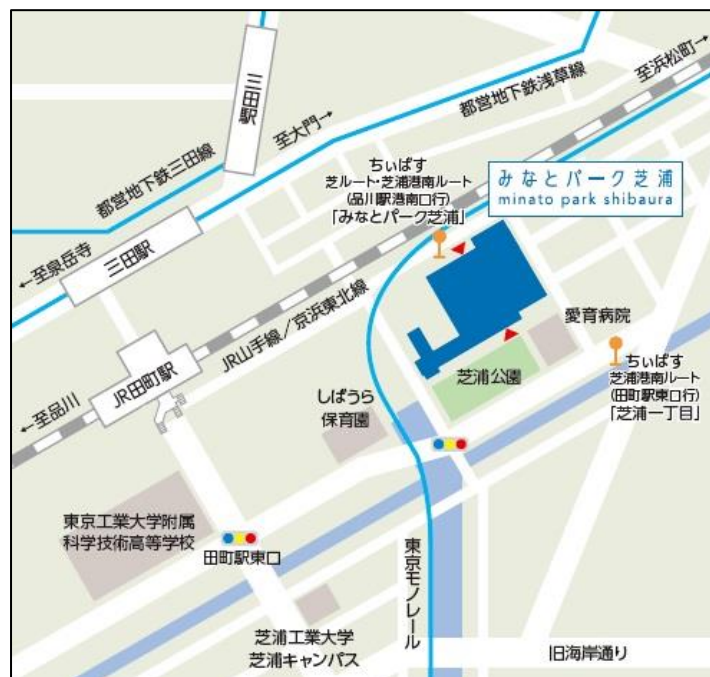 三田駅
至浜松町→
都営地下鉄浅草線
至大門→
都営地下鉄三田線
ちぃばす
芝ルート・芝浦港南ルート
(品川駅港南口行)
「みなとパーク芝浦」
みなとパーク芝浦
minato park shibaura
←至泉岳寺
三田駅
JR山手線／京浜東北線
愛育病院
JR田町駅
←至品川
芝浦公園
ちぃばす
芝浦港南ルート
(田町駅東口行)
「芝浦一丁目」
しばうら
保育園
東京工業大学附属
科学技術高等学校
田町駅東口
東京モノレール
芝浦工業大学
芝浦キャンパス
旧海岸通り